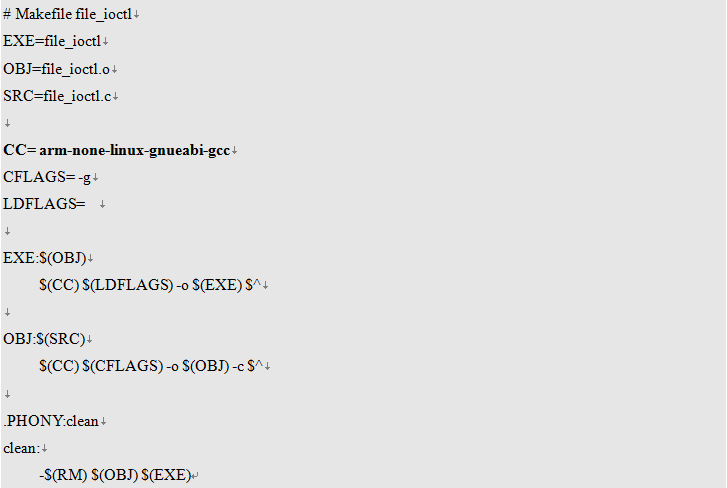 # Makefile file_ioctl↓
EXE=file_ioctl↓
OBJ=file_ioctl.o↓
SRC=file_ioctl.c↓
↓
CC= arm-none-linux-gnueabi-gcc↓
CFLAGS= -g↓
LDFLAGS=   ↓
↓
EXE:$(OBJ)↓
	$(CC) $(LDFLAGS) -o $(EXE) $^↓
↓
OBJ:$(SRC)↓
	$(CC) $(CFLAGS) -o $(OBJ) -c $^↓
↓
.PHONY:clean↓
clean:↓
	-$(RM) $(OBJ) $(EXE)↵